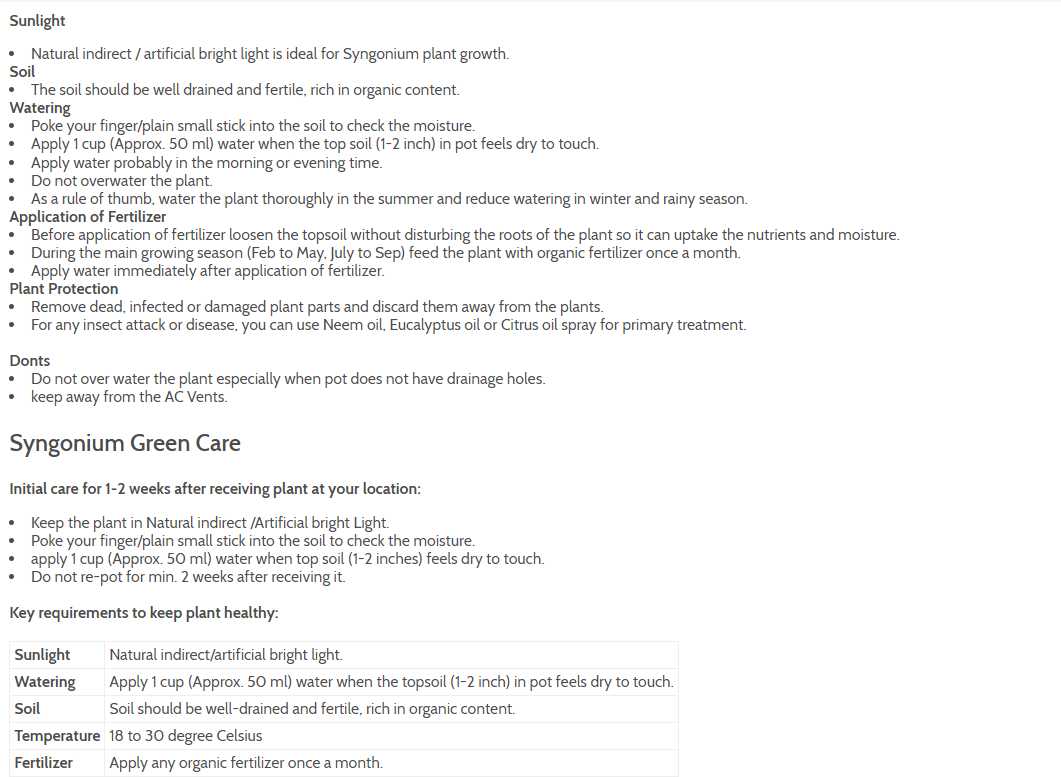 Sunlight
• Natural indirect / artificial bright light is ideal for Syngonium plant growth.
Soil
• The soil should be well drained and fertile, rich in organic content.
Watering
• Poke your finger/plain small stick into the soil to check the moisture.
• Apply 1 cup (Approx. 50 ml) water when the top soil (1-2 inch) in pot feels dry to touch.
• Apply water probably in the morning or evening time.
• Do not overwater the plant.
• As a rule of thumb, water the plant thoroughly in the summer and reduce watering in winter and rainy season.
Application of Fertilizer
• Before application of fertilizer loosen the topsoil without disturbing the roots of the plant so it can uptake the nutrients and moisture.
• During the main growing season (Feb to May, July to Sep) feed the plant with organic fertilizer once a month.
• Apply water immediately after application of fertilizer.
Plant Protection
• Remove dead, infected or damaged plant parts and discard them away from the plants.
• For any insect attack or disease, you can use Neem oil, Eucalyptus oil or Citrus oil spray for primary treatment.
Donts
• Do not over water the plant especially when pot does not have drainage holes.
• keep away from the AC Vents.
Syngonium Green Care
Initial care for 1-2 weeks after receiving plant at your location:
• Keep the plant in Natural indirect /Artificial bright Light.
• Poke your finger/plain small stick into the soil to check the moisture.
• apply 1 cup (Approx. 50 ml) water when top soil (1-2 inches) feels dry to touch.
• Do not re-pot for min. 2 weeks after receiving it.
Key requirements to keep plant healthy:
Sunlight Natural indirect/artificial bright light.
Watering Apply 1 cup (Approx. 50 ml) water when the topsoil (1-2 inch) in pot feels dry to touch.
Soil Soil should be well-drained and fertile, rich in organic content.
Temperature 18 to 30 degree Celsius
Fertilizer Apply any organic fertilizer once a month.